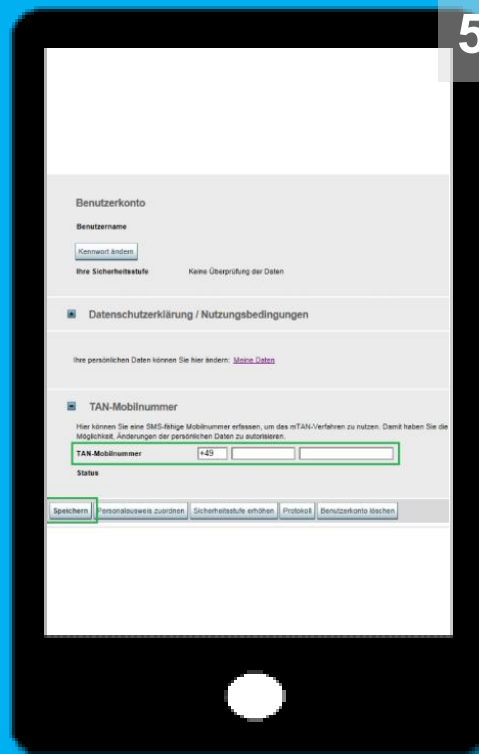 5
Benutzerkonto
Benutzername
Kennwort ändern
Ihre Sicherheitsstufe Keine Überprüfung der Daten
Datenschutzerklärung / Nutzungsbedingungen
Ihre persönlichen Daten können Sie hier ändern: Meine Daten
TAN-Mobilnummer
Hier können Sie eine SMS-fähige Mobilnummer erfassen, um das mTAN-Verfahren zu nutzen. Damit haben Sie die
Möglichkeit, Änderungen der persönlichen Daten zu autorisieren.
TAN-Mobilnummer +49
Status
Speichern Personalausweis zuordnen Sicherheitsstufe erhöhen Protokoll Benutzerkonto löschen